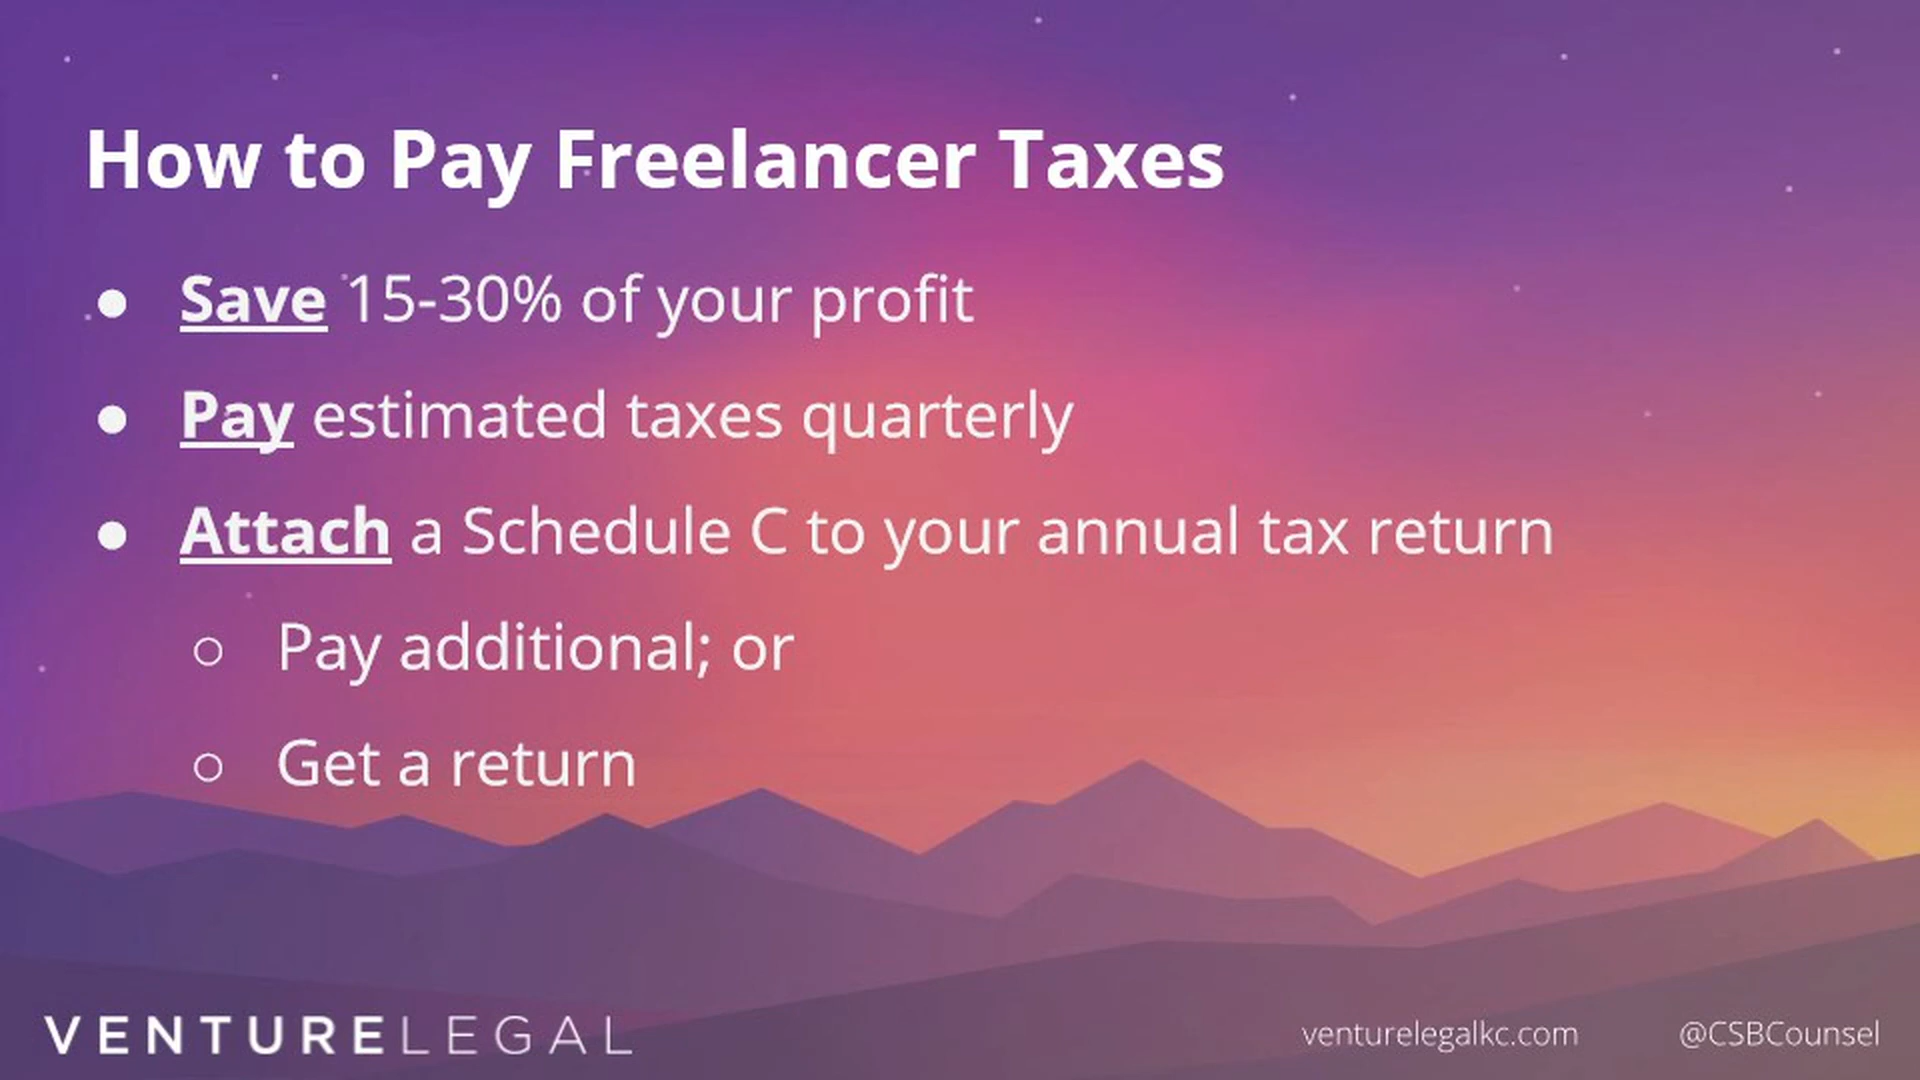 How to Pay Freelancer Taxes
● Save 15-30% of your profit
● Pay estimated taxes quarterly
● Attach a Schedule C to your annual tax return
○ Pay additional; or
○ Get a return
VENTURELEGAL
venturelegalkc.com
@CSBCounsel